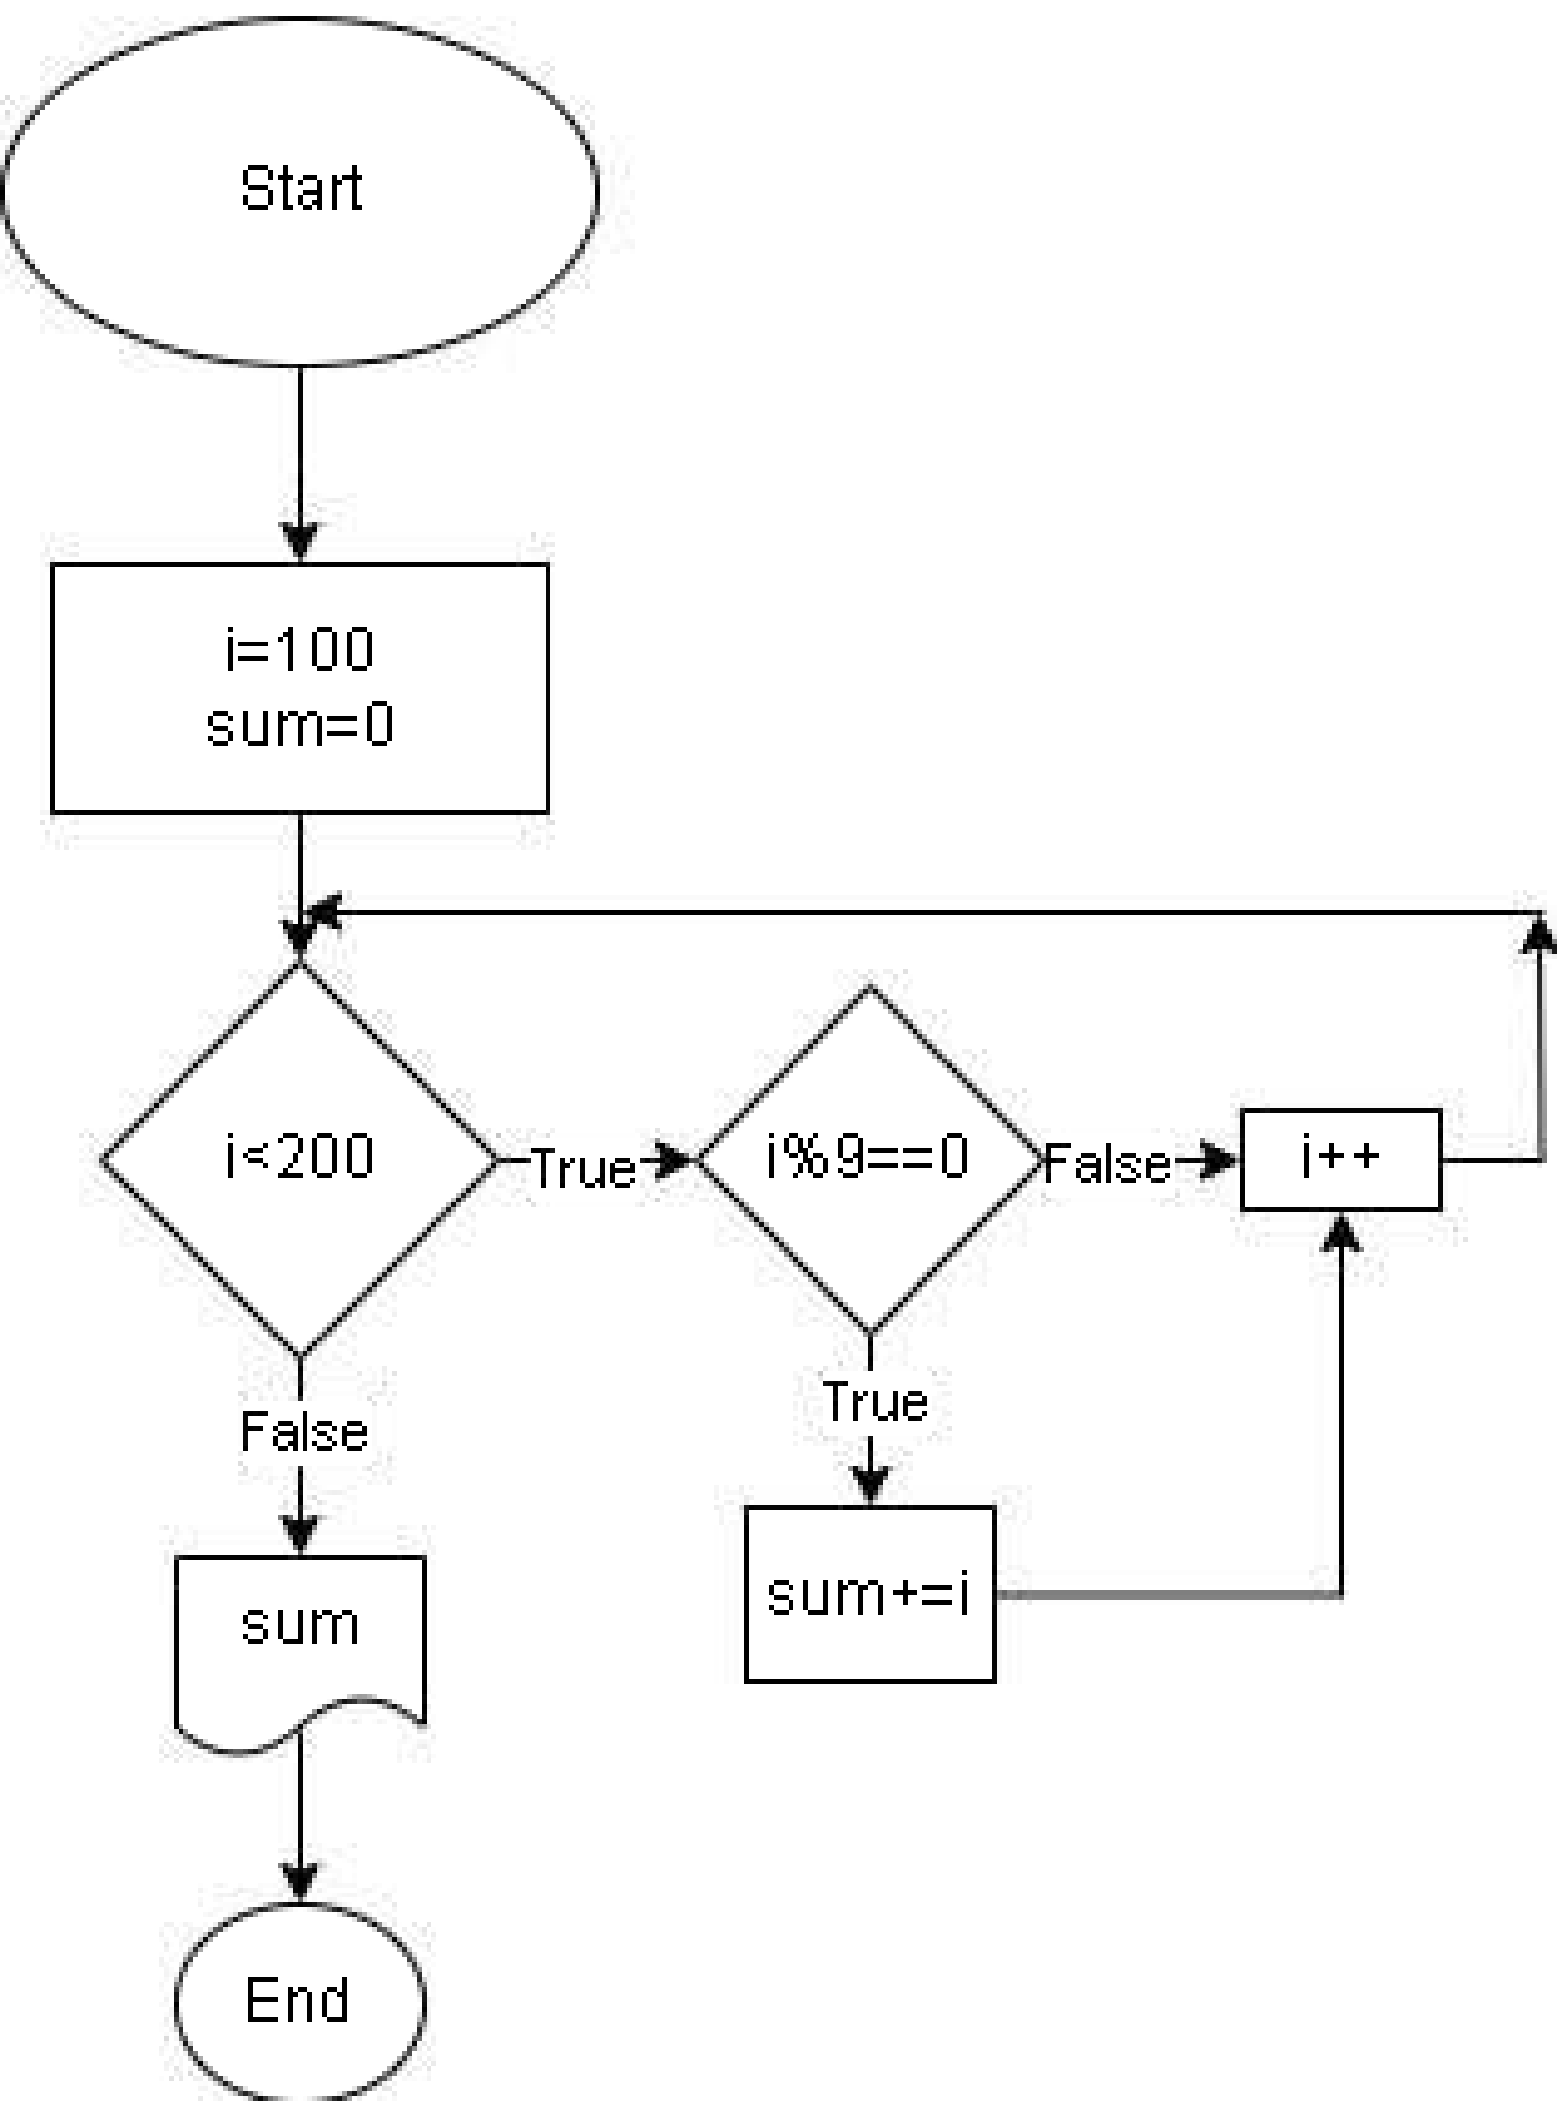 Start
i=100
sum=0
i<200
True
i%9==0
False
i++
False
True
sum+=i
sum
End